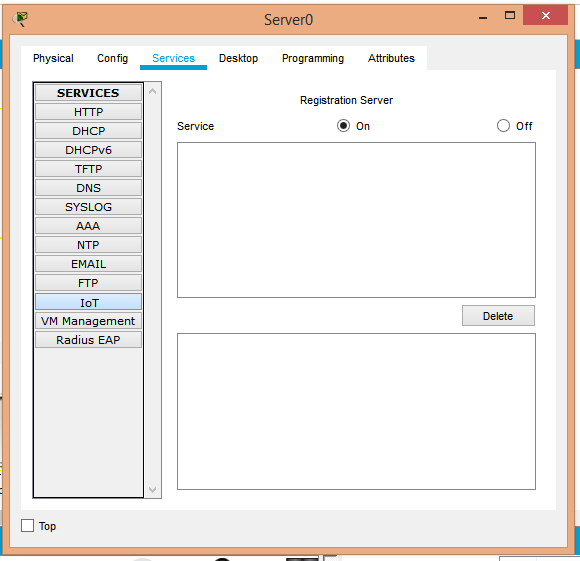 Server0
Physical Config Services Desktop Programming Attributes
SERVICES
HTTP
DHCP
DHCPv6
TFTP
DNS
SYSLOG
AAA
NTP
EMAIL
FTP
IoT
VM Management
Radius EAP
Registration Server
Service On Off
Delete
Top